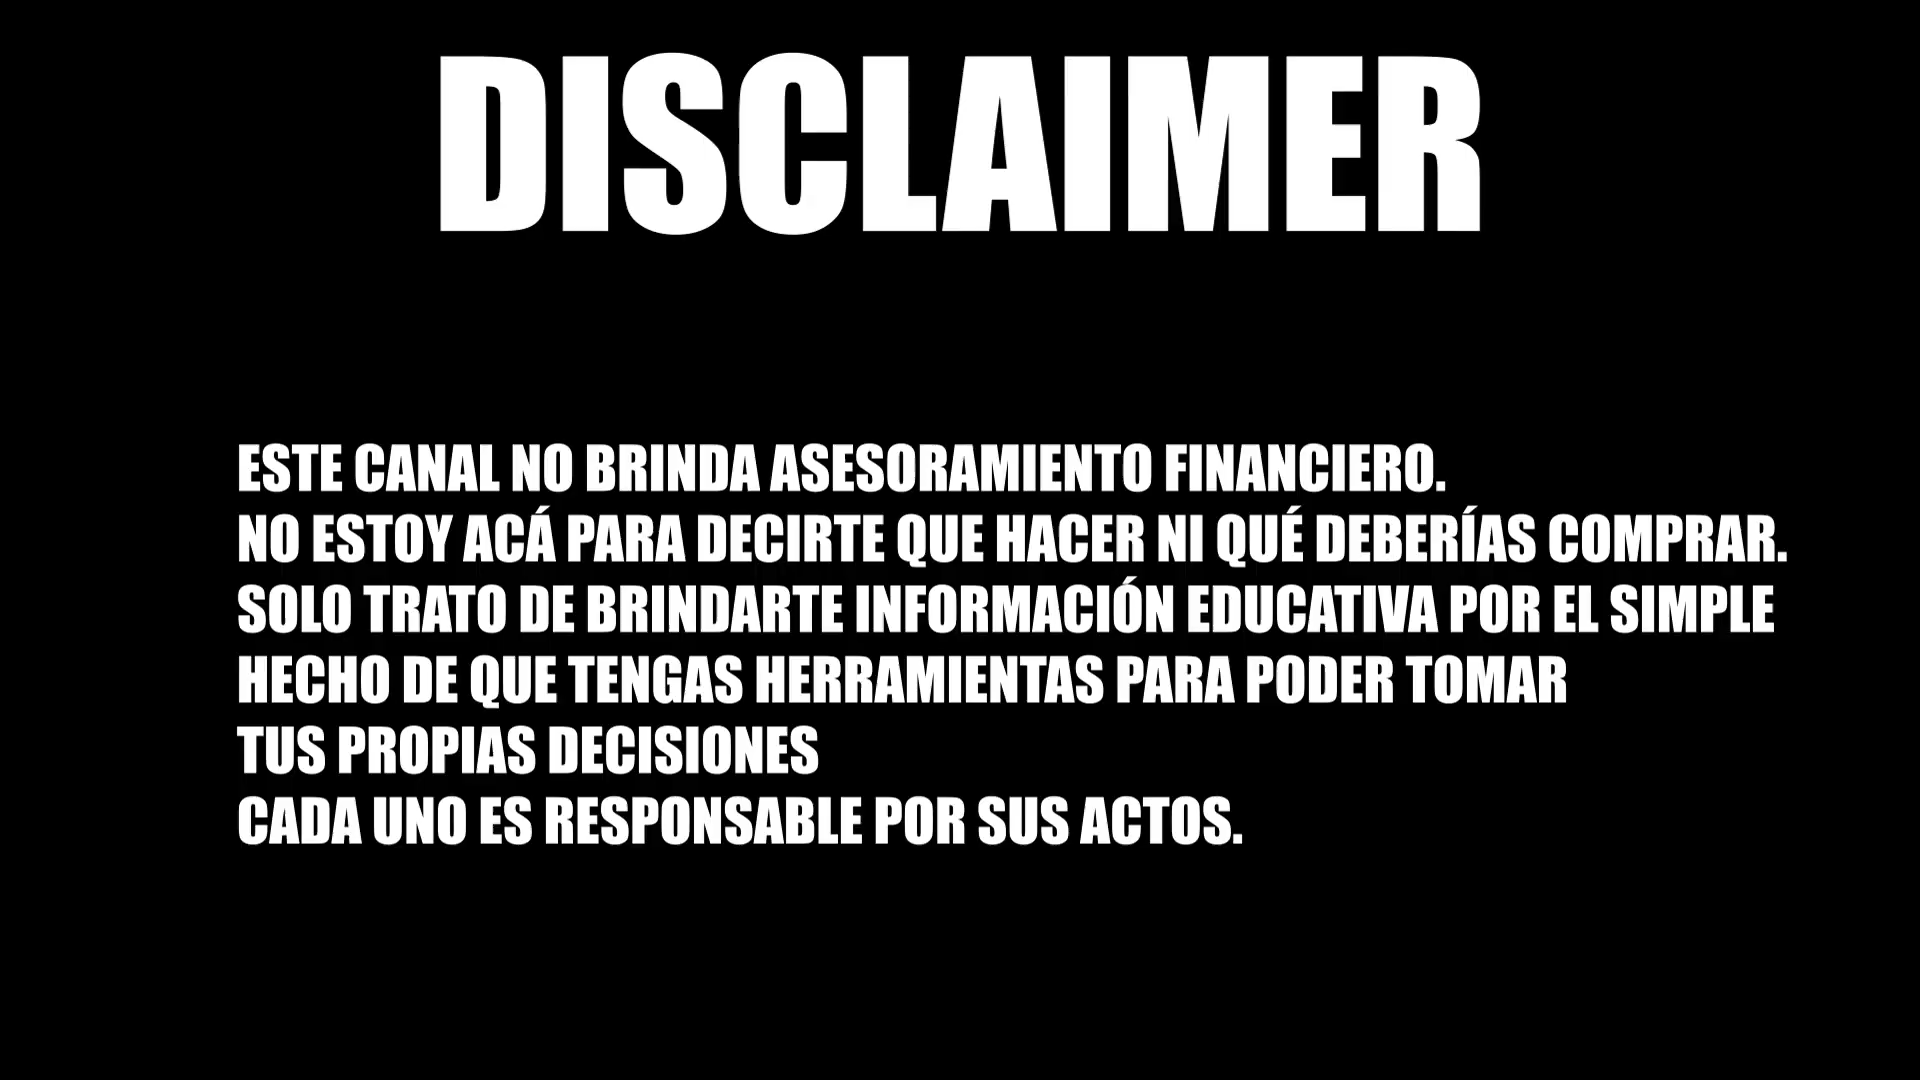 DISCLAIMER
ESTE CANAL NO BRINDA ASESORAMIENTO FINANCIERO.
NO ESTOY ACÁ PARA DECIRTE QUE HACER NI QUÉ DEBERÍAS COMPRAR.
SOLO TRATO DE BRINDARTE INFORMACIÓN EDUCATIVA POR EL SIMPLE
HECHO DE QUE TENGAS HERRAMIENTAS PARA PODER TOMAR
TUS PROPIAS DECISIONES
CADA UNO ES RESPONSABLE POR SUS ACTOS.